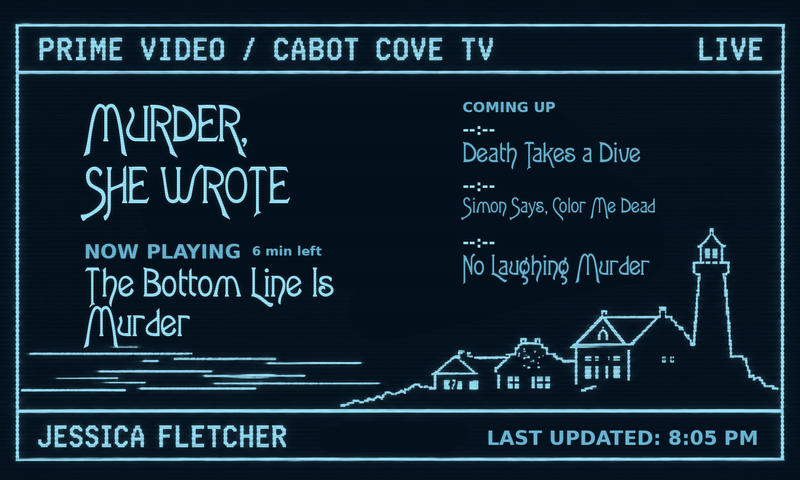 PRIME VIDEO / CABOT COVE TV
LIVE
MURDER,
SHE WROTE
NOW PLAYING 6 min left
The Bottom Line Is
Murder
COMING UP
--:--
Death Takes a Dive
--:--
Simon Says, Color Me Dead
--:--
No Laughing Murder
JESSICA FLETCHER
LAST UPDATED: 8:05 PM